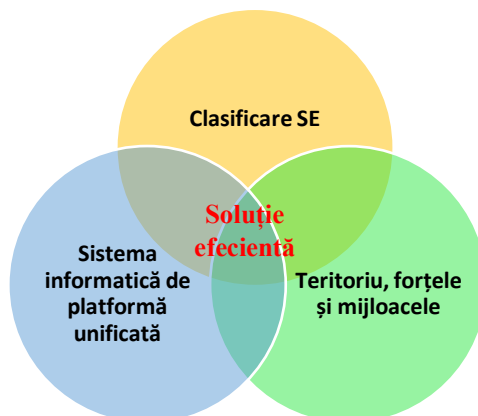 Clasificare SE
Soluție
efecientă
Sistema
informatică de
platformă
unificată
Teritoriu, forțele
și mijloacele